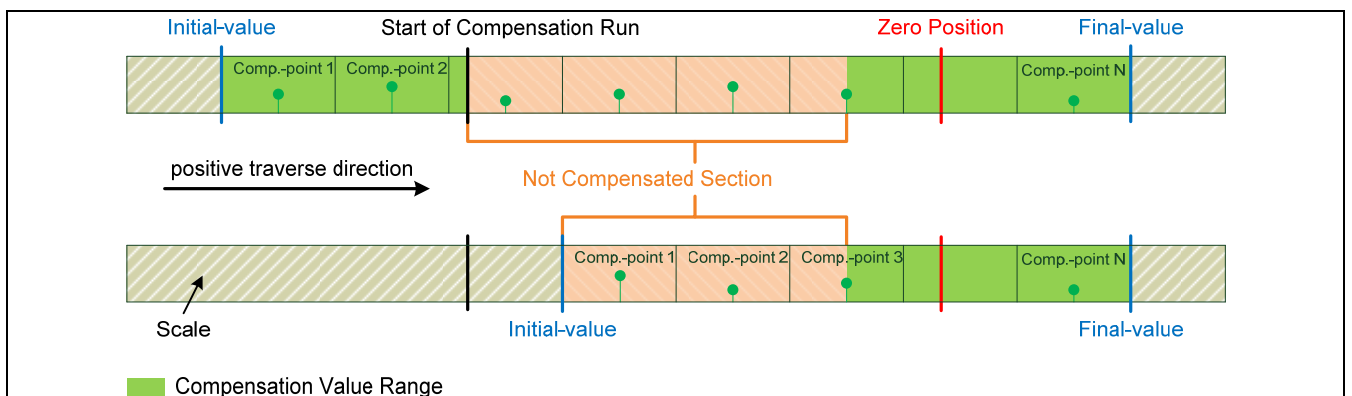 Initial-value Start of Compensation Run Zero Position Final-value
Comp.-point 1 Comp.-point 2 Comp.-point N
positive traverse direction
Not Compensated Section
Comp.-point 1 Comp.-point 2 Comp.-point 3 Comp.-point N
Scale Initial-value Final-value
Compensation Value Range